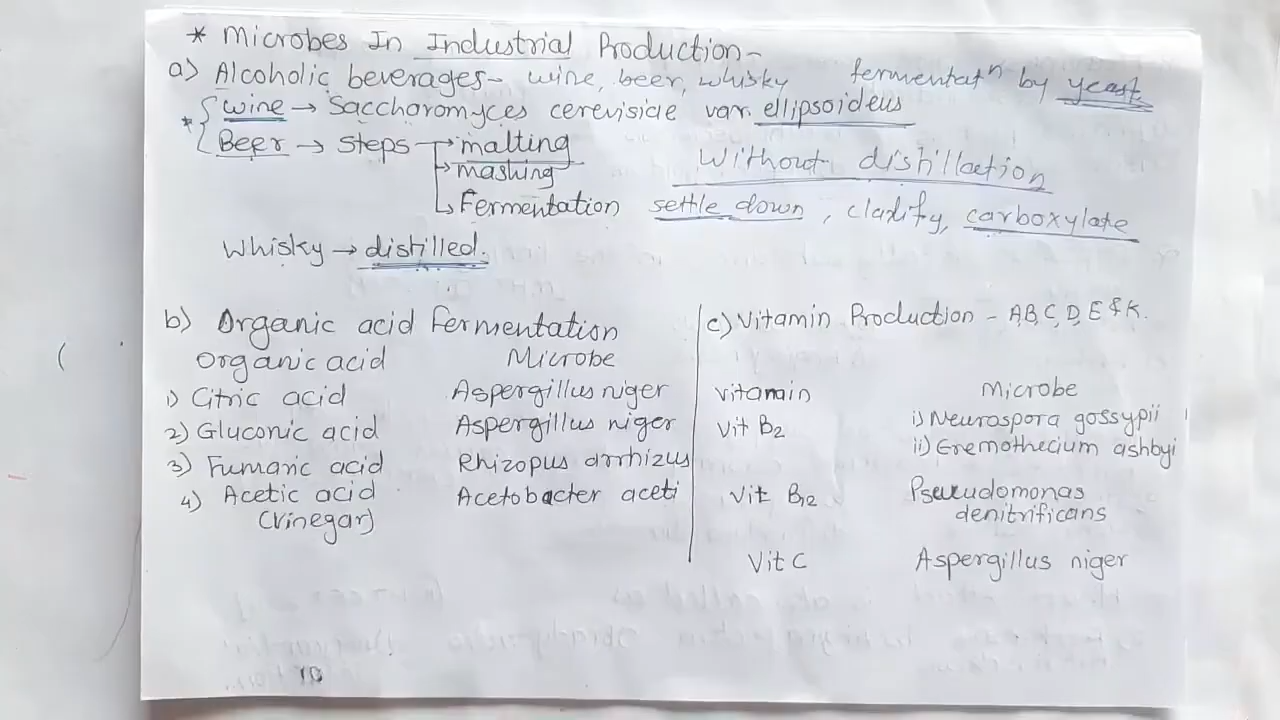 * Microbes In Industrial Production -
a) Alcoholic beverages - wine, beer, whisky fermentatⁿ by yeast
* { wine → Saccharomyces cerevisiae var. ellipsoideus
Beer → Steps → malting
→ mashing
Without distillation
↳ Fermentation settle down, clarify, carboxylate
Whisky → distilled.
b) Organic acid Fermentation
Organic acid Microbe
1) Citric acid Aspergillus niger
2) Gluconic acid Aspergillus niger
3) Fumaric acid Rhizopus arrhizus
4) Acetic acid Acetobacter aceti
(Vinegar)
c) Vitamin Production - A,B,C,D,E & K.
vitamin Microbe
Vit B2 i) Neurospora gossypii
ii) Eremothecium ashbyi
Vit B12 Pseudomonas
denitrificans
Vit C Aspergillus niger
10